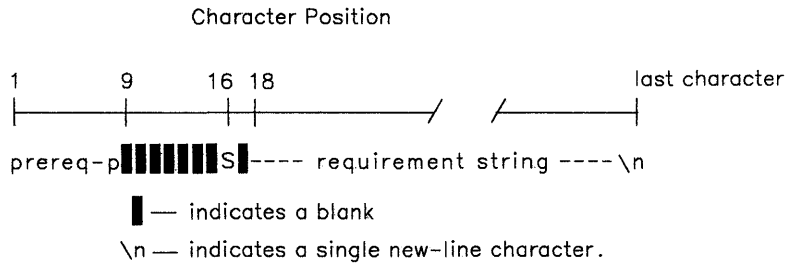 Character Position
1 9 16 18 last character
prereq-p S ---- requirement string ---- \n
— indicates a blank
\n — indicates a single new-line character.